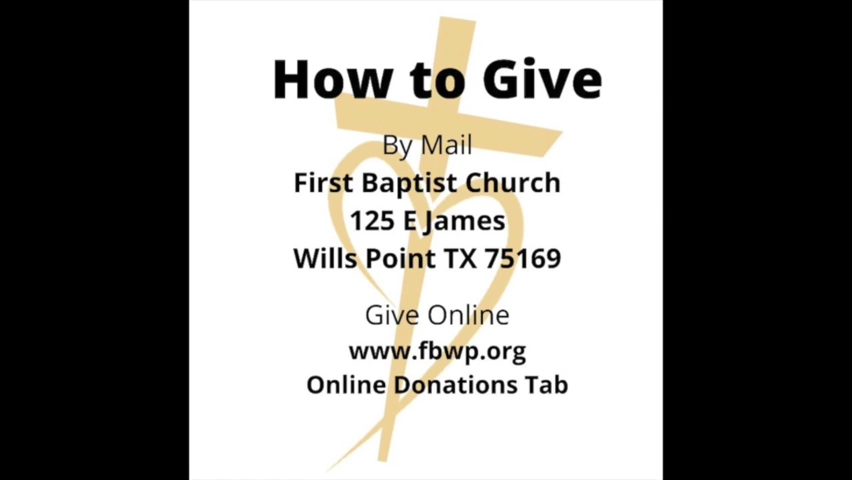 How to Give
By Mail
First Baptist Church
125 E James
Wills Point TX 75169
Give Online
www.fbwp.org
Online Donations Tab